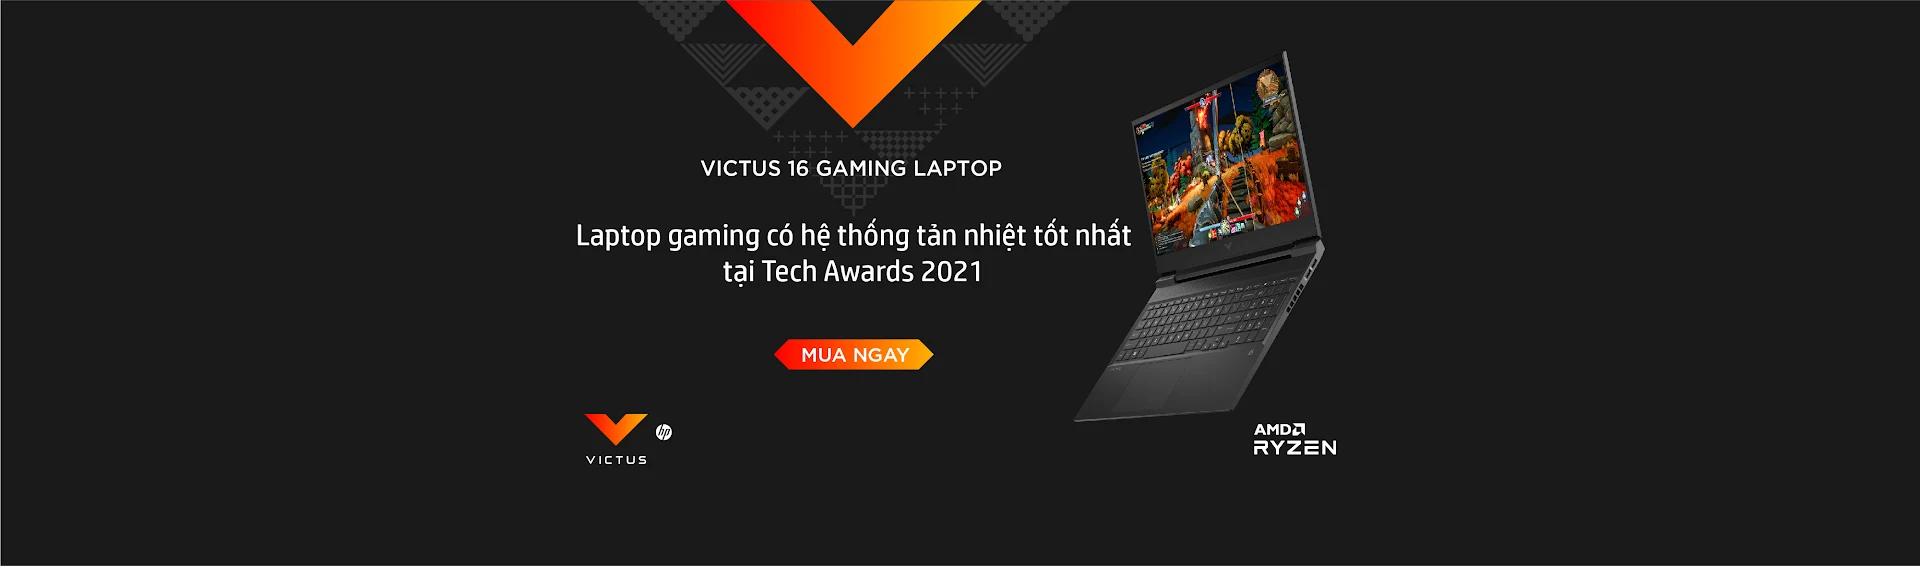 VICTUS 16 GAMING LAPTOP
Laptop gaming có hệ thống tản nhiệt tốt nhất
tại Tech Awards 2021
MUA NGAY
VICTUS
hp
AMD
RYZEN